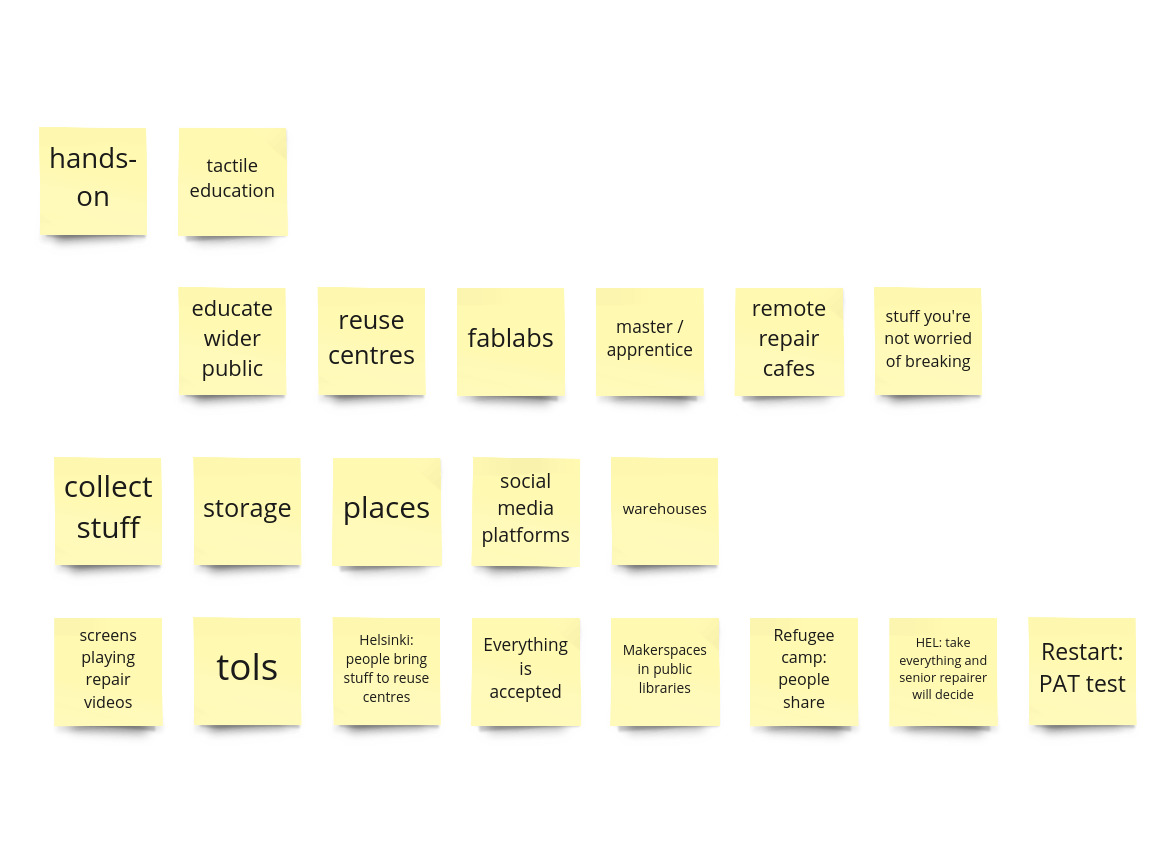 hands-
on
tactile
education
educate
wider
public
reuse
centres
fablabs
master /
apprentice
remote
repair
cafes
stuff you're
not worried
of breaking
collect
stuff
storage
places
social
media
platforms
warehouses
screens
playing
repair
videos
tols
Helsinki:
people bring
stuff to reuse
centres
Everything
is
accepted
Makerspaces
in public
libraries
Refugee
camp:
people
share
HEL: take
everything and
senior repairer
will decide
Restart:
PAT test